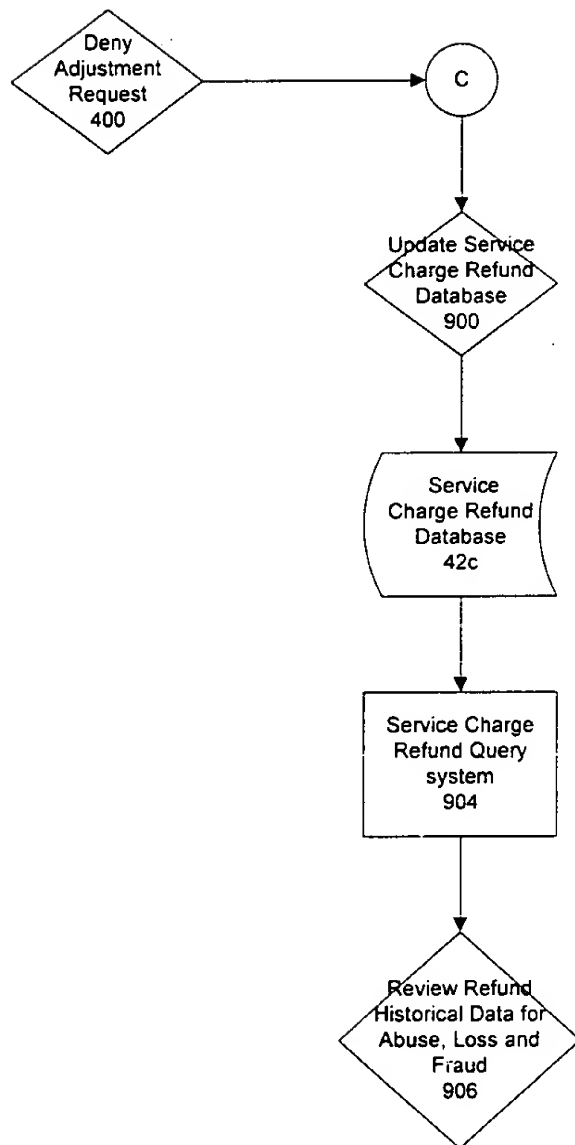 Deny
Adjustment
Request
400
C
Update Service
Charge Refund
Database
900
Service
Charge Refund
Database
42c
Service Charge
Refund Query
system
904
Review Refund
Historical Data for
Abuse, Loss and
Fraud
906